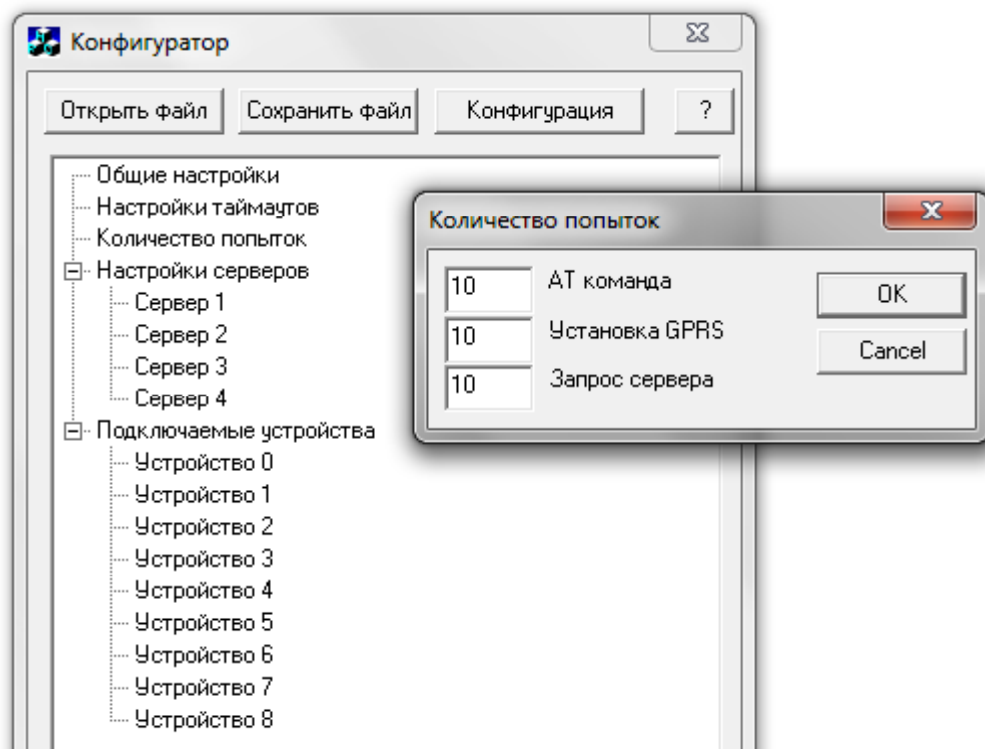 Конфигуратор
Открыть файл Сохранить файл Конфигурация ?
Общие настройки
Настройки таймаутов
Количество попыток
Настройки серверов
Сервер 1
Сервер 2
Сервер 3
Сервер 4
Подключаемые устройства
Устройство 0
Устройство 1
Устройство 2
Устройство 3
Устройство 4
Устройство 5
Устройство 6
Устройство 7
Устройство 8
Количество попыток
10 АТ команда OK
10 Установка GPRS Cancel
10 Запрос сервера